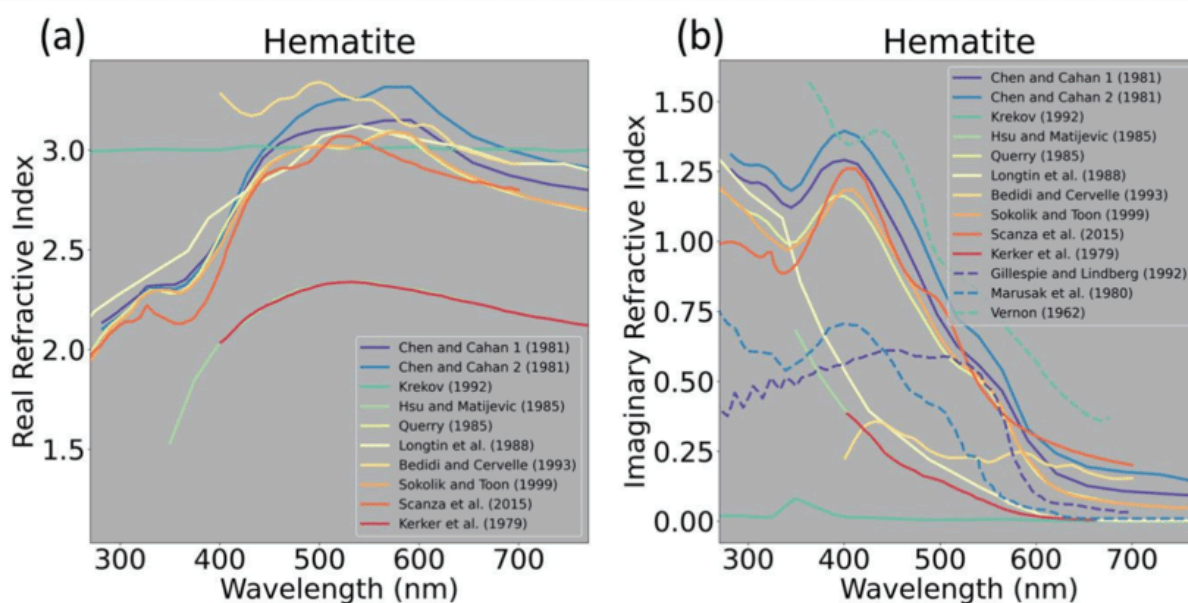 (a)
Hematite
Real Refractive Index
3.0
2.5
2.0
1.5
Chen and Cahan 1 (1981)
Chen and Cahan 2 (1981)
Krekov (1992)
Hsu and Matijevic (1985)
Querry (1985)
Longtin et al. (1988)
Bedidi and Cervelle (1993)
Sokolik and Toon (1999)
Scanza et al. (2015)
Kerker et al. (1979)
300 400 500 600 700
Wavelength (nm)
(b)
Hematite
Imaginary Refractive Index
1.50
1.25
1.00
0.75
0.50
0.25
0.00
Chen and Cahan 1 (1981)
Chen and Cahan 2 (1981)
Krekov (1992)
Hsu and Matijevic (1985)
Querry (1985)
Longtin et al. (1988)
Bedidi and Cervelle (1993)
Sokolik and Toon (1999)
Scanza et al. (2015)
Kerker et al. (1979)
Gillespie and Lindberg (1992)
Marusak et al. (1980)
Vernon (1962)
300 400 500 600 700
Wavelength (nm)